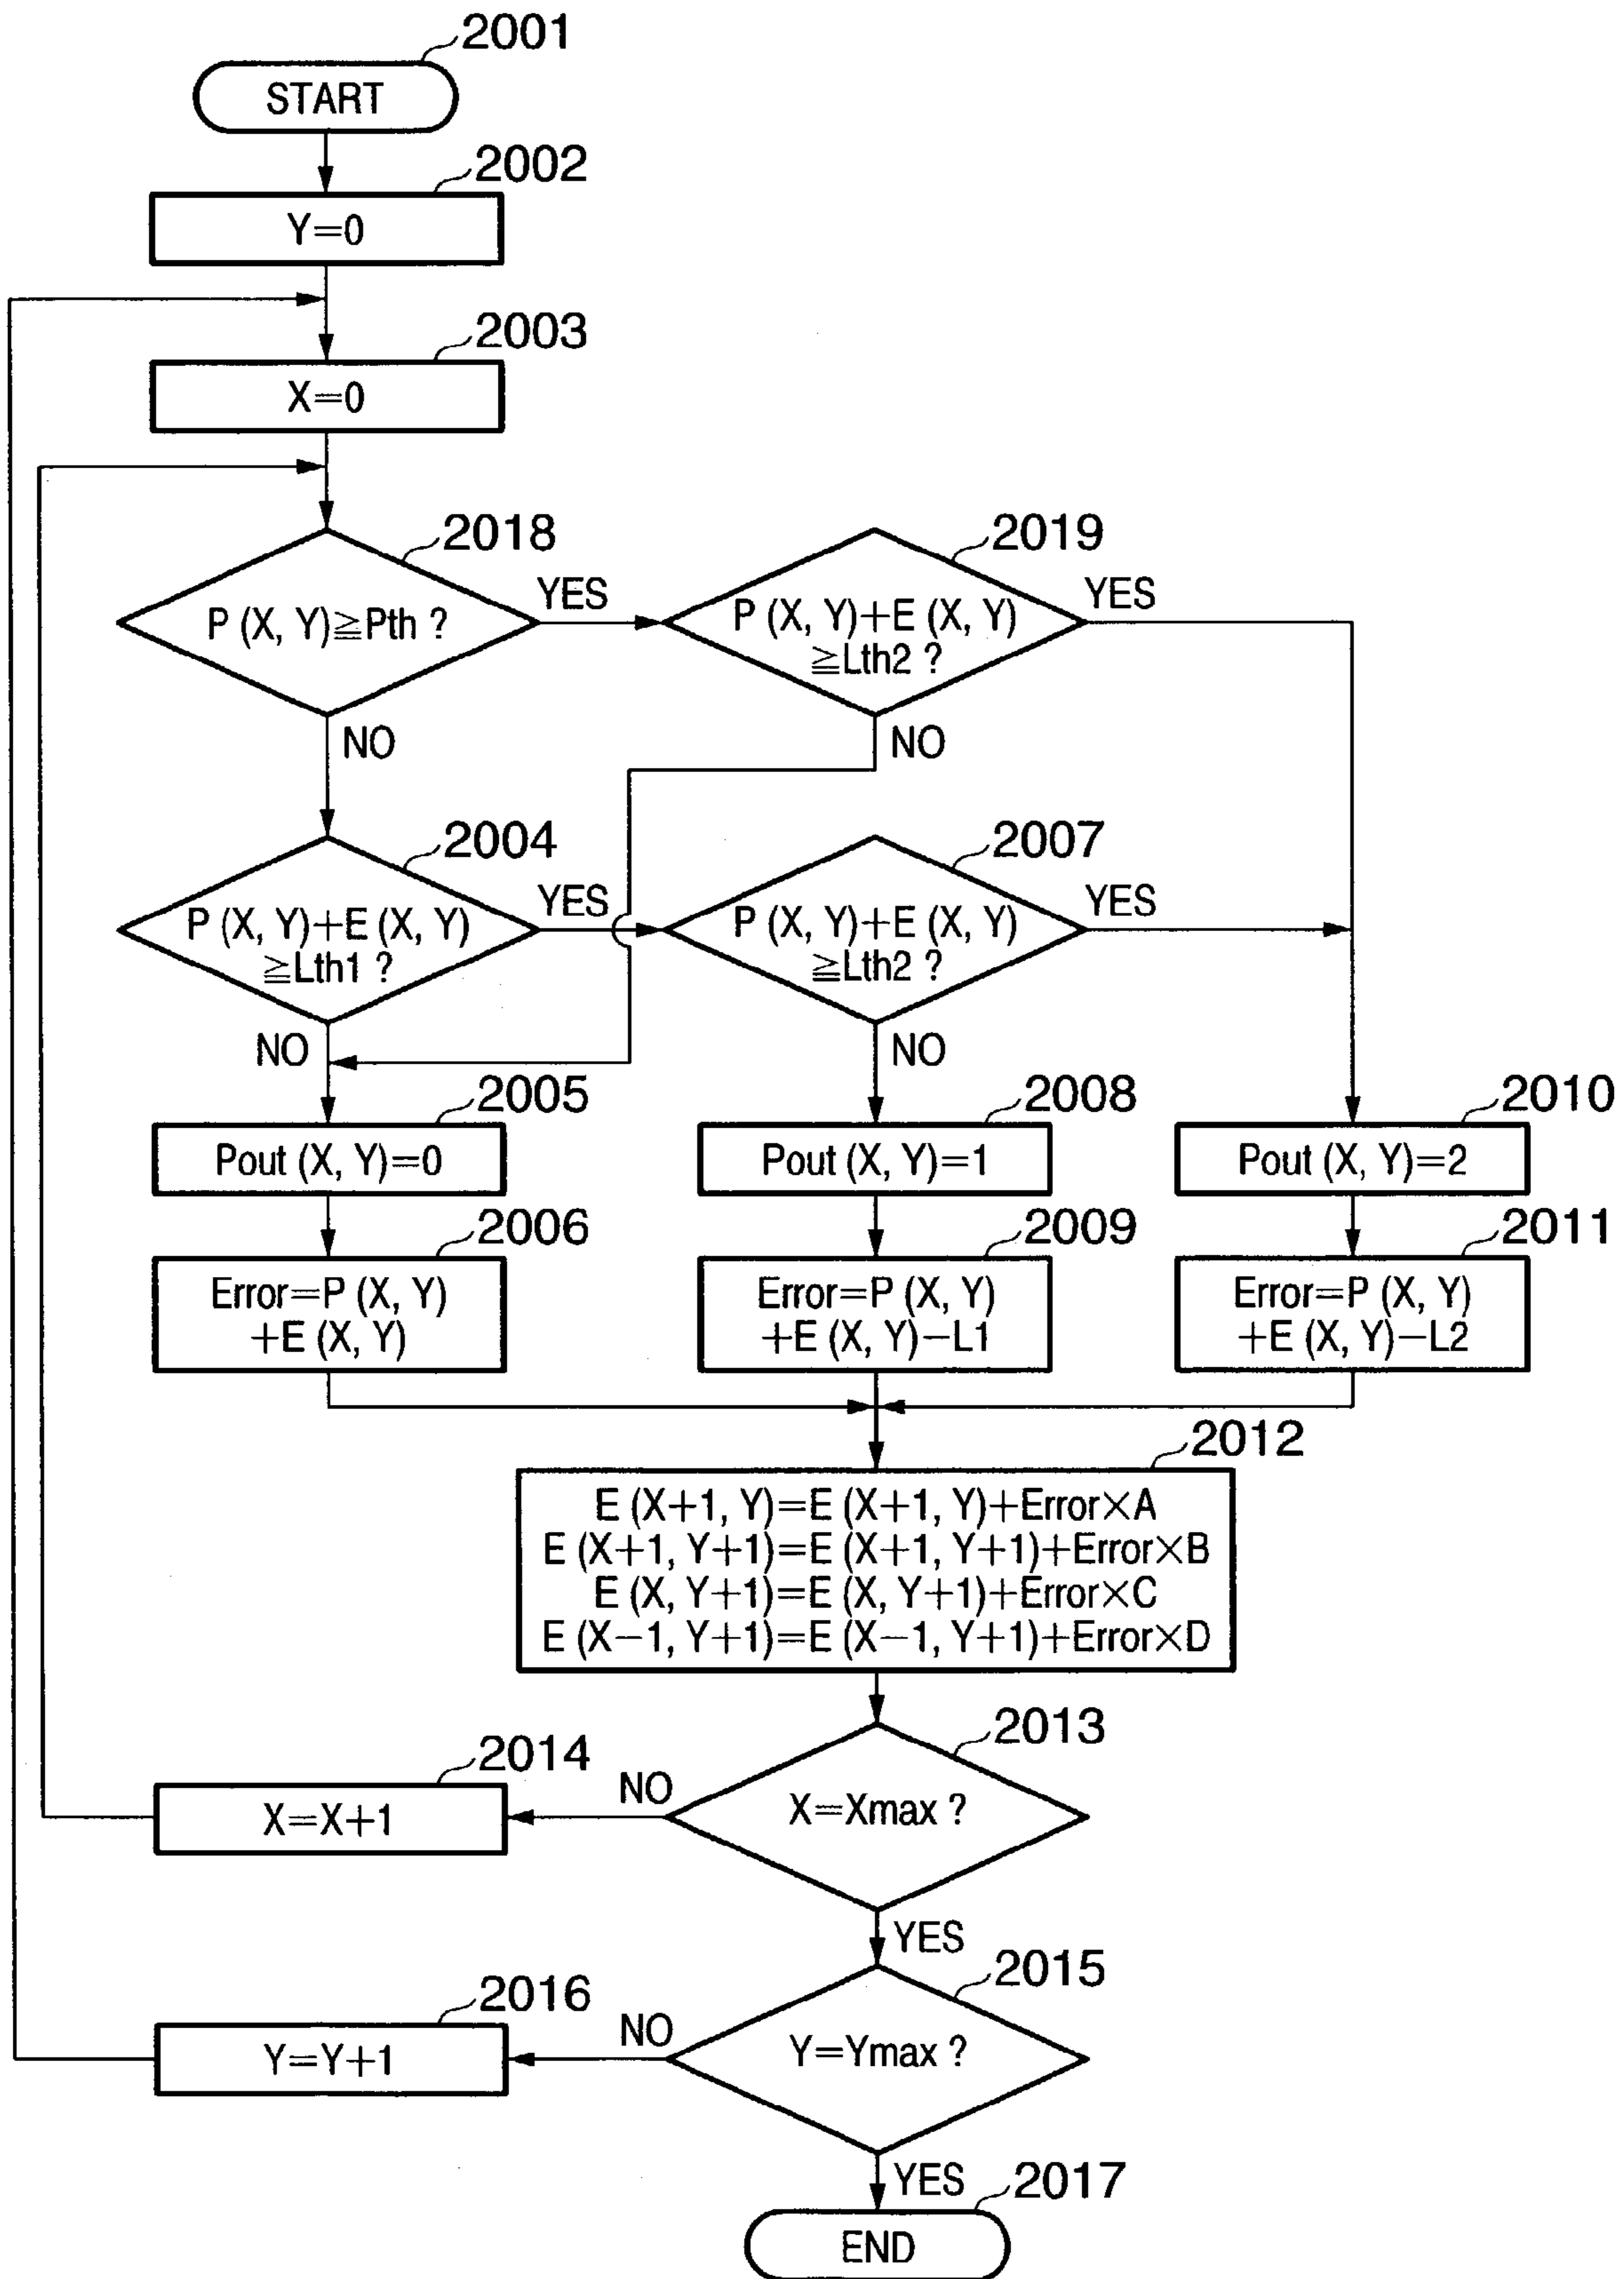 2001
START
2002
Y=0
2003
X=0
2018
P (X, Y)≧Pth ?
YES
NO
2019
P (X, Y)+E (X, Y)
≧Lth2 ?
YES
NO
2004
P (X, Y)+E (X, Y)
≧Lth1 ?
YES
NO
2007
P (X, Y)+E (X, Y)
≧Lth2 ?
YES
NO
2005
Pout (X, Y)=0
2008
Pout (X, Y)=1
2010
Pout (X, Y)=2
2006
Error=P (X, Y)
+E (X, Y)
2009
Error=P (X, Y)
+E (X, Y)−L1
2011
Error=P (X, Y)
+E (X, Y)−L2
2012
E (X+1, Y)=E (X+1, Y)+Error×A
E (X+1, Y+1)=E (X+1, Y+1)+Error×B
E (X, Y+1)=E (X, Y+1)+Error×C
E (X−1, Y+1)=E (X−1, Y+1)+Error×D
2013
X=Xmax ?
NO
YES
2014
X=X+1
2015
Y=Ymax ?
NO
YES
2016
Y=Y+1
2017
END